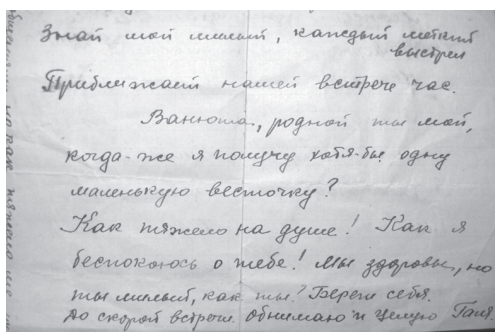 Знай мой милый, каждый меткий
выстрел
Приближает нашей встрече час.
Ванюша, родной ты мой,
когда-же я получу хотя-бы одну
маленькую весточку?
Как тяжело на душе! Как я
беспокоюсь о тебе! Мы здоровы, но
ты милый, как ты? Береги себя.
До скорой встречи обнимаю и целую Галя